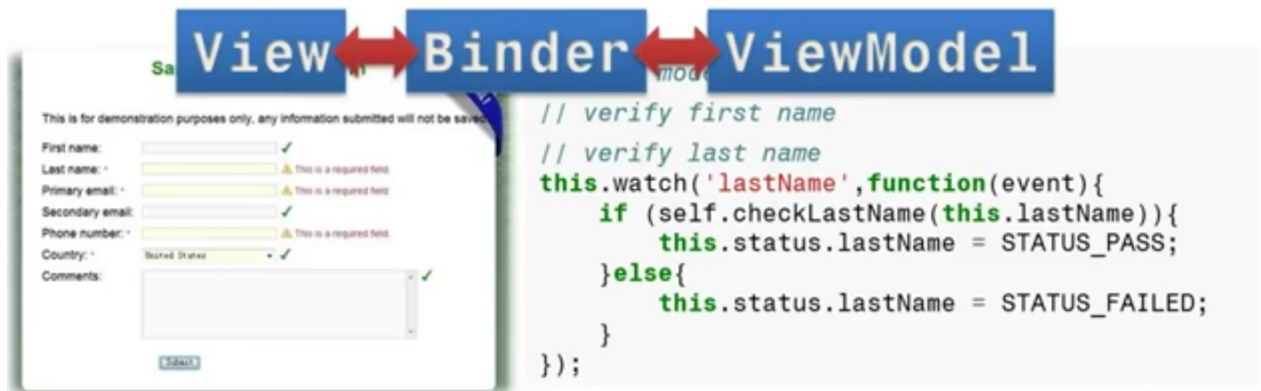 View Binder ViewModel
This is for demonstration purposes only, any information submitted will not be saved
First name:
Last name: * This is a required field.
Primary email: * This is a required field.
Secondary email:
Phone number: * This is a required field.
Country: * United States
Comments:
Submit
// verify first name
// verify last name
this.watch('lastName',function(event){
if (self.checkLastName(this.lastName)){
this.status.lastName = STATUS_PASS;
}else{
this.status.lastName = STATUS_FAILED;
}
});